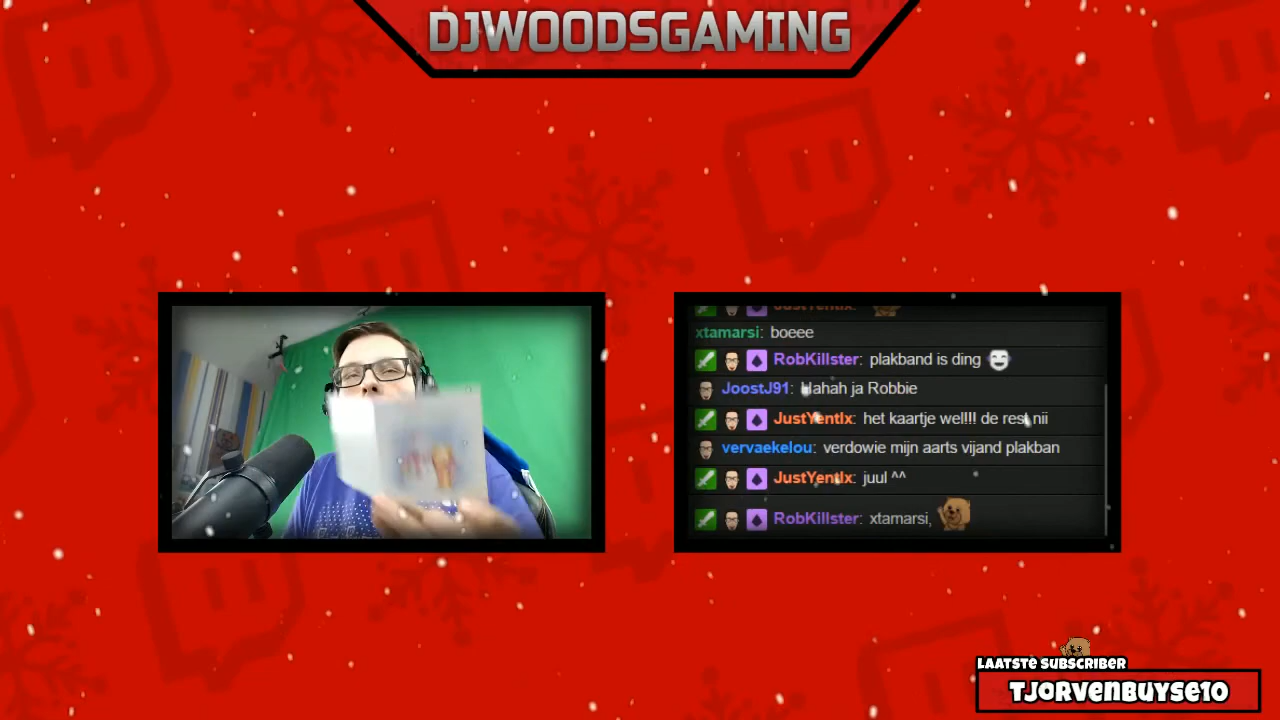 DJWOODSGAMING
xtamarsi: boeee
RobKillster: plakband is ding
JoostJ91: Hahah ja Robbie
JustYentlx: het kaartje wel!!! de rest nii
vervaekelou: verdowie mijn aarts vijand plakban
JustYentlx: juul ^^
RobKillster: xtamarsi,
LAATSTE SUBSCRIBER
TJORVENBUYSE10